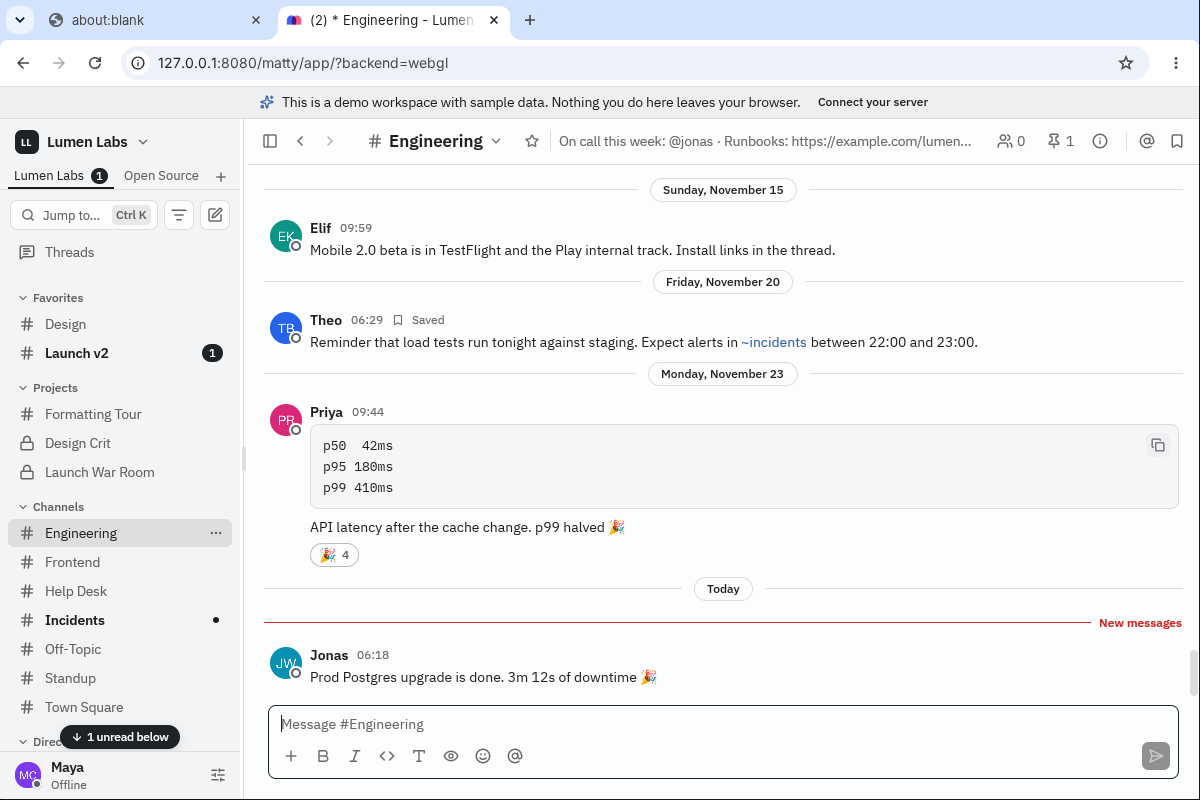 about:blank
(2) * Engineering - Lumen
127.0.0.1:8080/matty/app/?backend=webgl
This is a demo workspace with sample data. Nothing you do here leaves your browser. Connect your server
LL Lumen Labs
Lumen Labs 1 Open Source
Jump to... Ctrl K
Threads
Favorites
Design
Launch v2 1
Projects
Formatting Tour
Design Crit
Launch War Room
Channels
Engineering
Frontend
Help Desk
Incidents
Off-Topic
Standup
Town Square
Direc
1 unread below
MC Maya
Offline
# Engineering On call this week: @jonas · Runbooks: https://example.com/lumen... 0 1
Sunday, November 15
EK Elif 09:59
Mobile 2.0 beta is in TestFlight and the Play internal track. Install links in the thread.
Friday, November 20
TB Theo 06:29 Saved
Reminder that load tests run tonight against staging. Expect alerts in ~incidents between 22:00 and 23:00.
Monday, November 23
PR Priya 09:44
p50  42ms
p95 180ms
p99 410ms
API latency after the cache change. p99 halved 🎉
🎉 4
Today
New messages
JW Jonas 06:18
Prod Postgres upgrade is done. 3m 12s of downtime 🎉
Message #Engineering